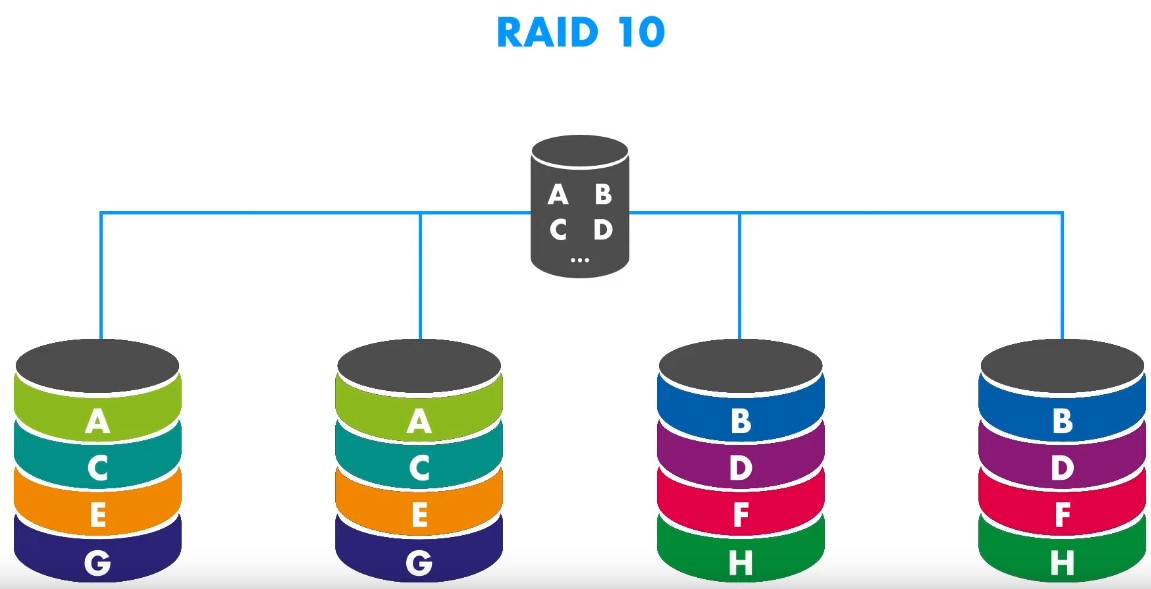 RAID 10
A B
C D
...
A A B B
C C D D
E E F F
G G H H